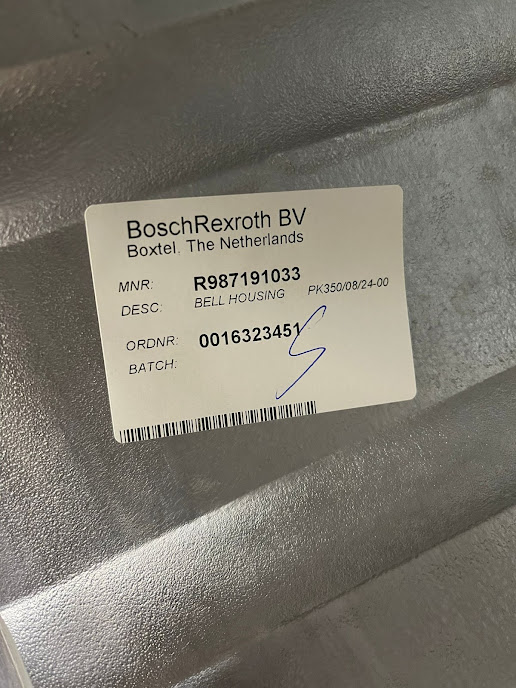 BoschRexroth BV
Boxtel. The Netherlands
MNR: R987191033
DESC: BELL HOUSING PK350/08/24-00
ORDNR: 0016323451
BATCH: